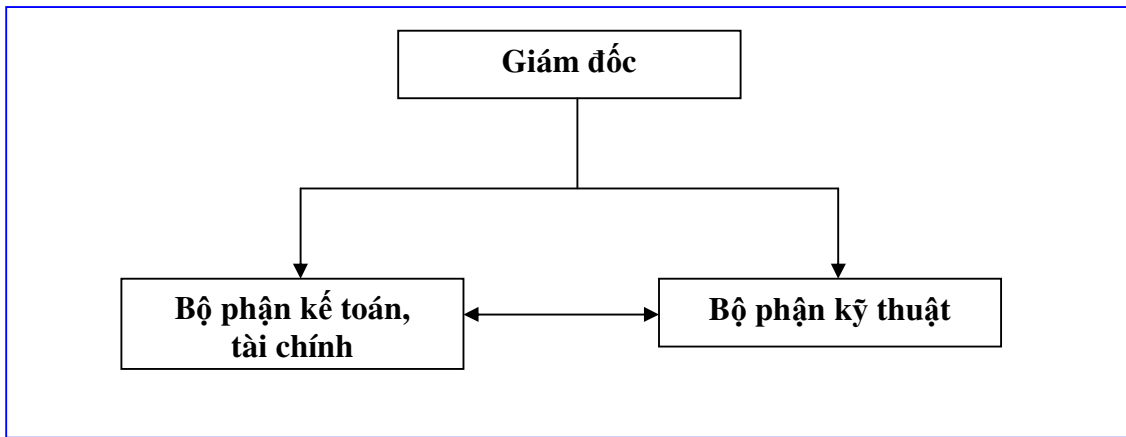 Giám đốc
Bộ phận kế toán,
tài chính
Bộ phận kỹ thuật